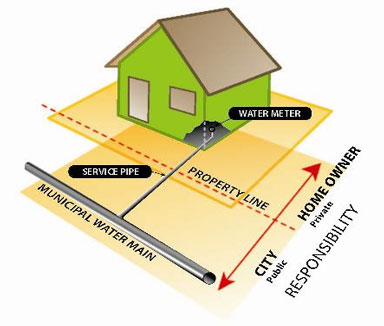 WATER METER
SERVICE PIPE
PROPERTY LINE
MUNICIPAL WATER MAIN
HOME OWNER
Private
CITY
Public
RESPONSIBILITY